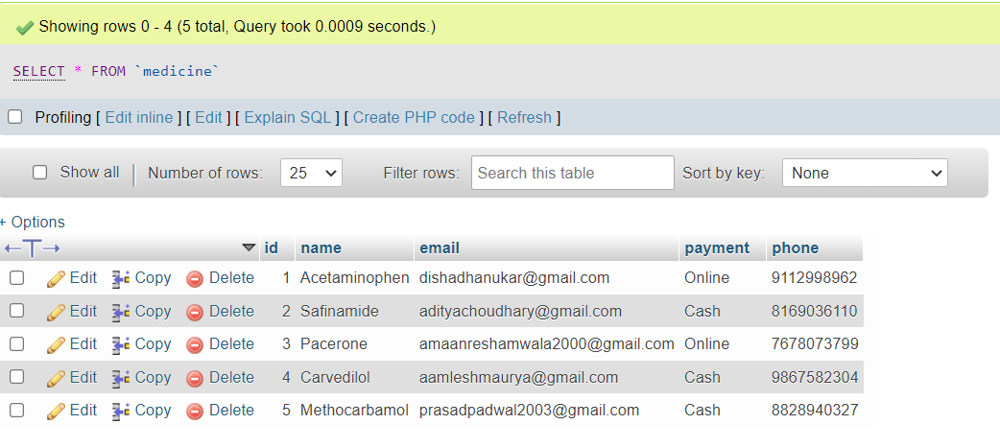 Showing rows 0 - 4 (5 total, Query took 0.0009 seconds.)
SELECT * FROM `medicine`
Profiling [ Edit inline ] [ Edit ] [ Explain SQL ] [ Create PHP code ] [ Refresh ]
Show all Number of rows: 25 Filter rows: Search this table Sort by key: None
+ Options
←T→ id name email payment phone
Edit Copy Delete 1 Acetaminophen dishadhanukar@gmail.com Online 9112998962
Edit Copy Delete 2 Safinamide adityachoudhary@gmail.com Cash 8169036110
Edit Copy Delete 3 Pacerone amaanreshamwala2000@gmail.com Online 7678073799
Edit Copy Delete 4 Carvedilol aamleshmaurya@gmail.com Cash 9867582304
Edit Copy Delete 5 Methocarbamol prasadpadwal2003@gmail.com Cash 8828940327